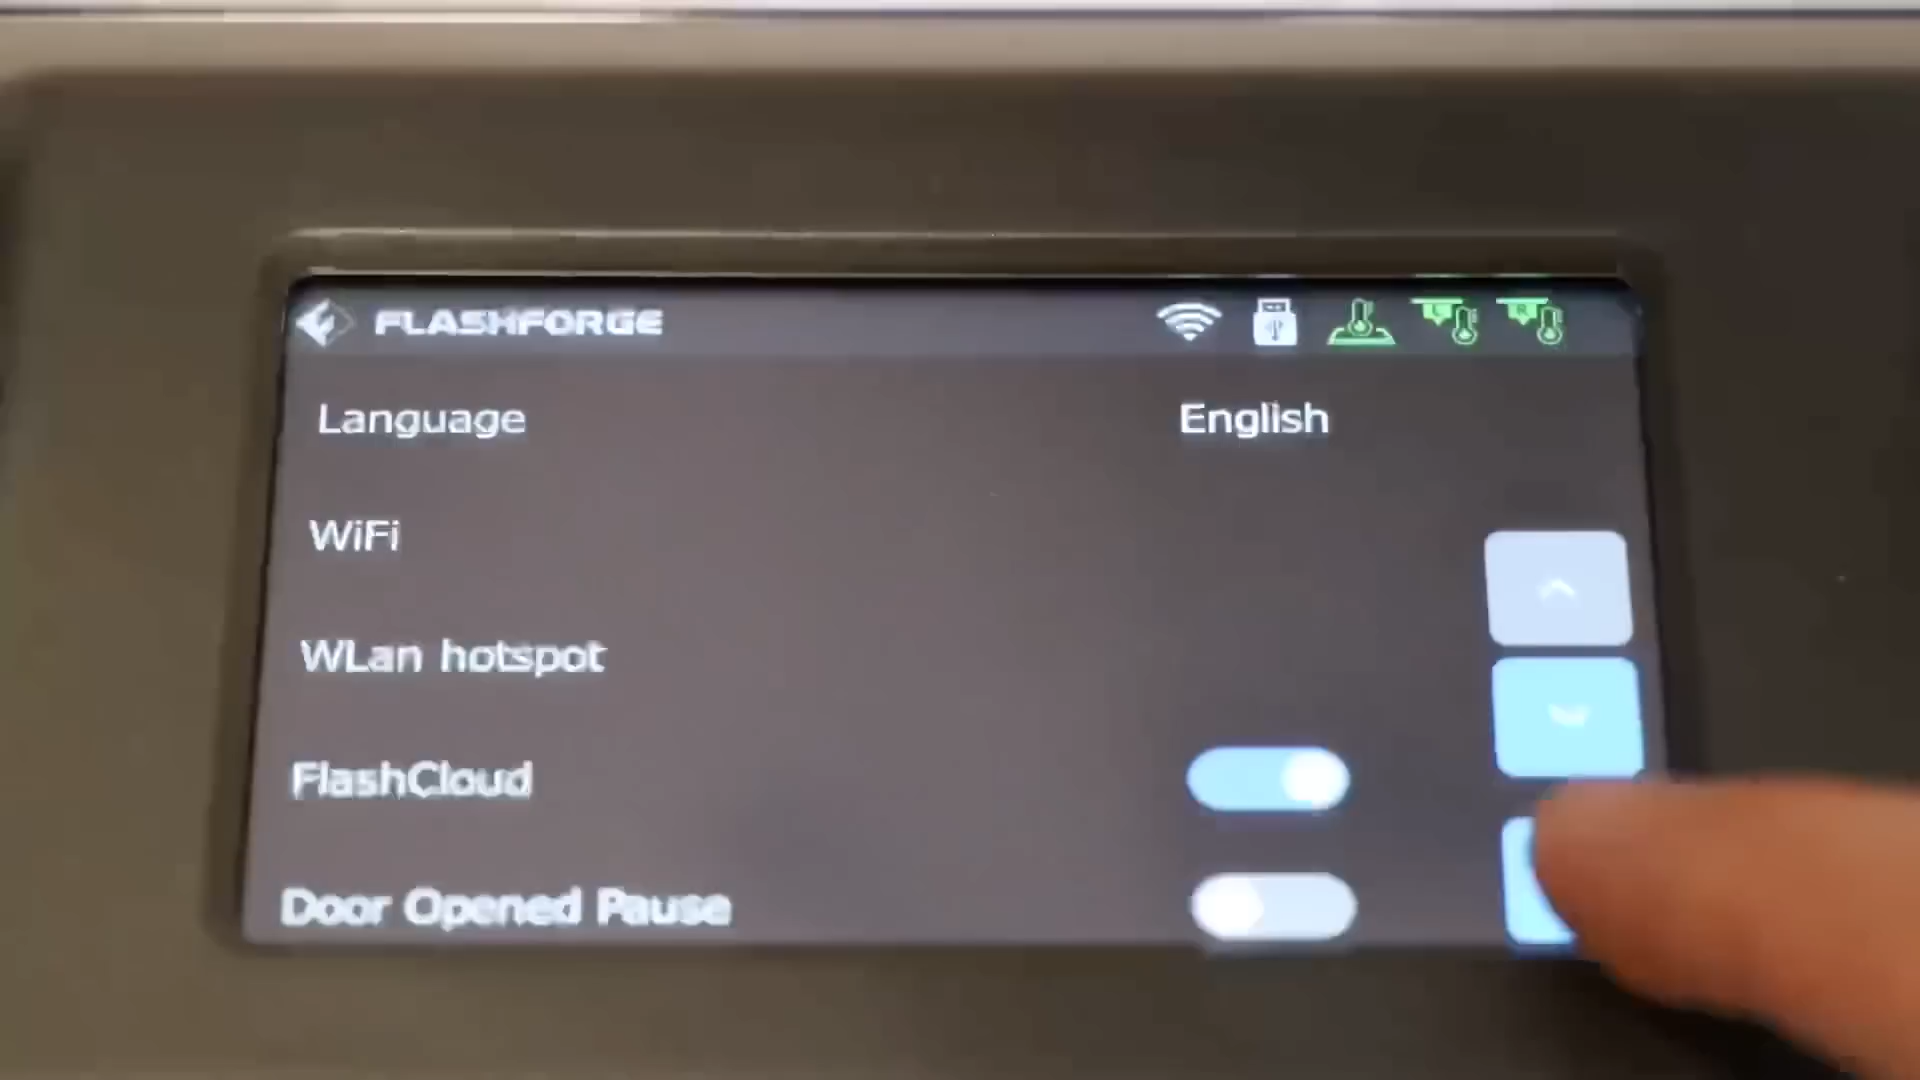 FLASHFORGE
Language English
WiFi
WLan hotspot
FlashCloud
Door Opened Pause